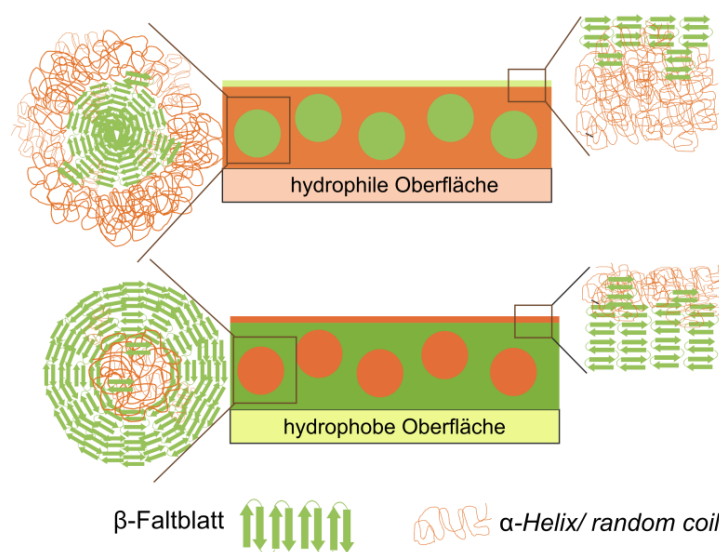 hydrophile Oberfläche
hydrophobe Oberfläche
β-Faltblatt
α-Helix/ random coil